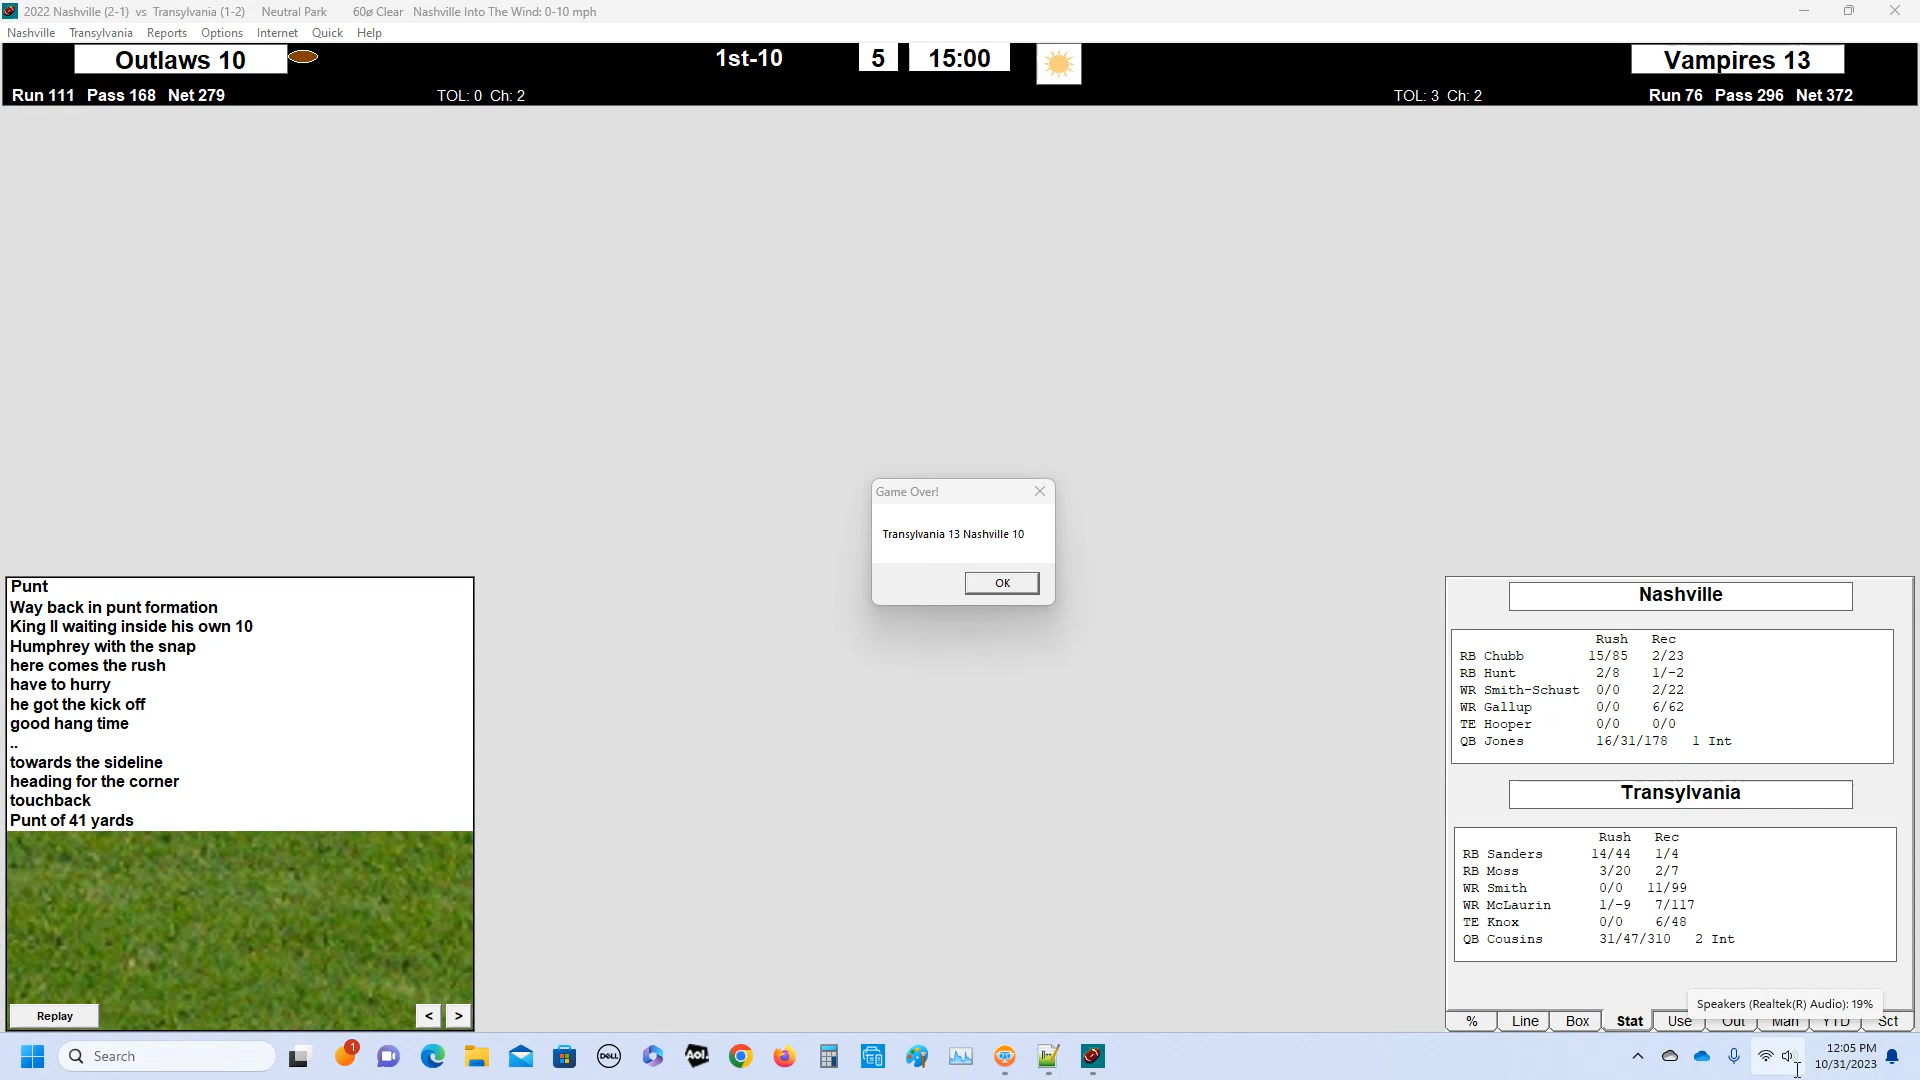 2022 Nashville (2-1) vs Transylvania (1-2) Neutral Park 60ø Clear Nashville Into The Wind: 0-10 mph
Nashville Transylvania Reports Options Internet Quick Help
Outlaws 10 1st-10 5 15:00 Vampires 13
Run 111 Pass 168 Net 279 TOL: 0 Ch: 2 TOL: 3 Ch: 2 Run 76 Pass 296 Net 372
Game Over!
Transylvania 13 Nashville 10
OK
Punt
Way back in punt formation
King II waiting inside his own 10
Humphrey with the snap
here comes the rush
have to hurry
he got the kick off
good hang time
..
towards the sideline
heading for the corner
touchback
Punt of 41 yards
Replay < >
Nashville
Rush Rec
RB Chubb 15/85 2/23
RB Hunt 2/8 1/-2
WR Smith-Schust 0/0 2/22
WR Gallup 0/0 6/62
TE Hooper 0/0 0/0
QB Jones 16/31/178 1 Int
Transylvania
Rush Rec
RB Sanders 14/44 1/4
RB Moss 3/20 2/7
WR Smith 0/0 11/99
WR McLaurin 1/-9 7/117
TE Knox 0/0 6/48
QB Cousins 31/47/310 2 Int
Speakers (Realtek(R) Audio): 19%
% Line Box Stat Use Out Man YTD Sct
Search 1 DELL Aol. 12:05 PM
10/31/2023